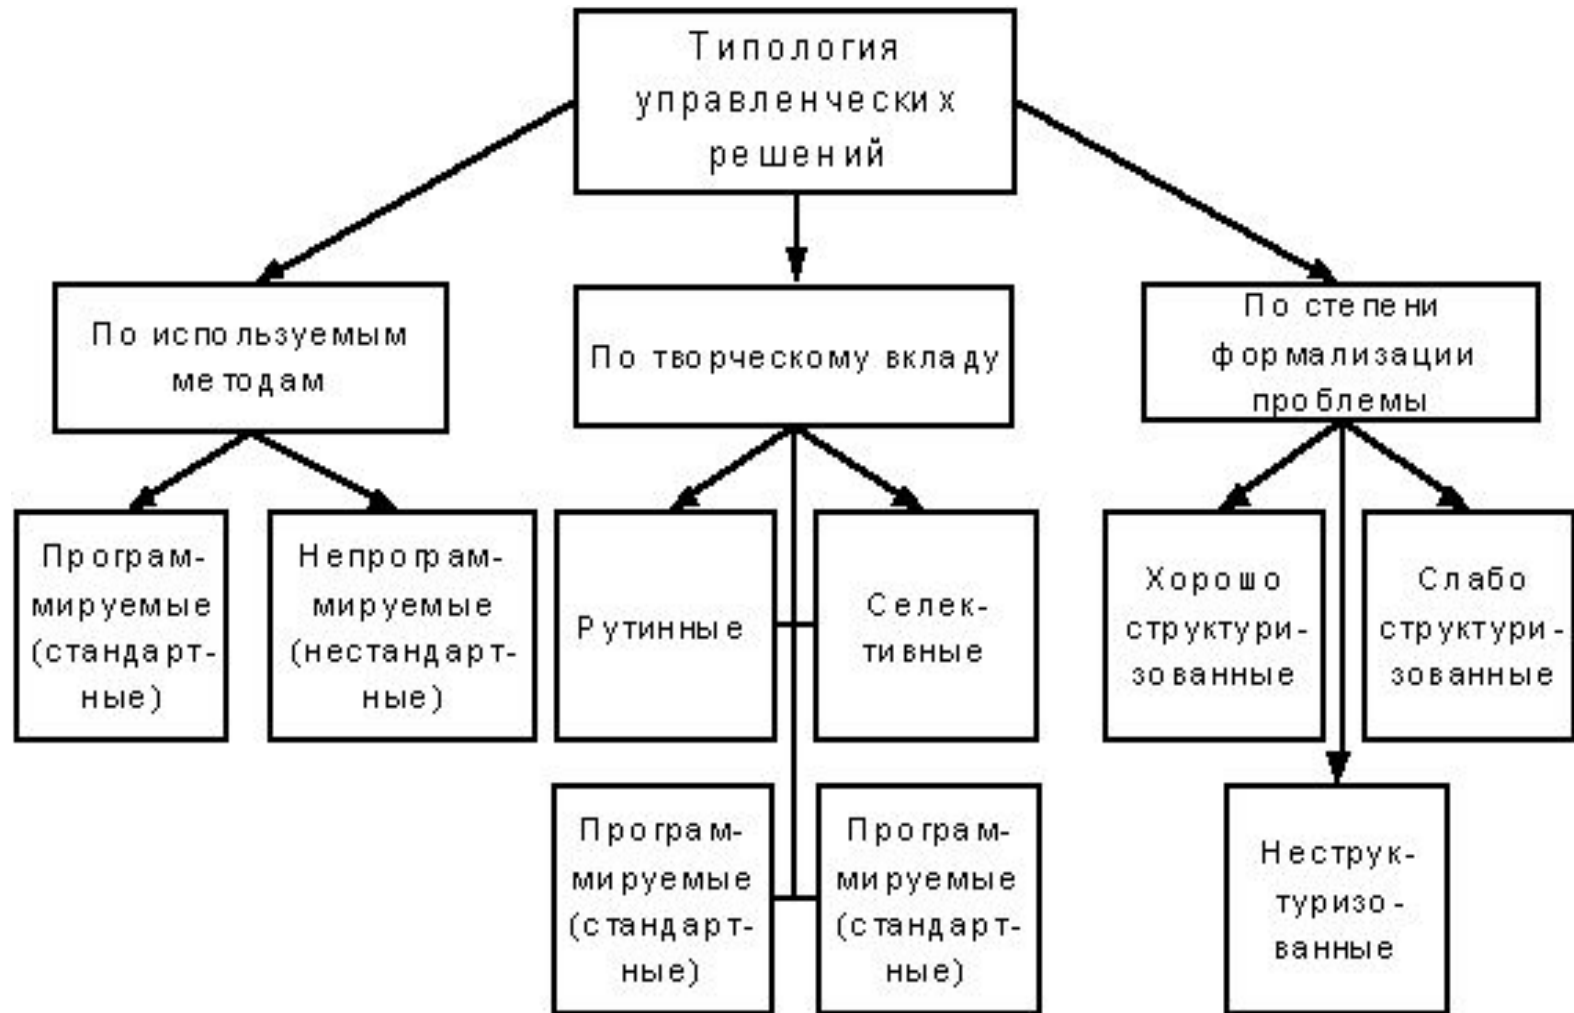 Типология
управленческих
решений
По используемым
методам
По творческому вкладу
По степени
формализации
проблемы
Програм-
мируемые
(стандарт-
ные)
Непрограм-
мируемые
(нестандарт-
ные)
Рутинные
Селек-
тивные
Хорошо
структури-
зованные
Слабо
структури-
зованные
Програм-
мируемые
(стандарт-
ные)
Програм-
мируемые
(стандарт-
ные)
Неструк-
туризо-
ванные